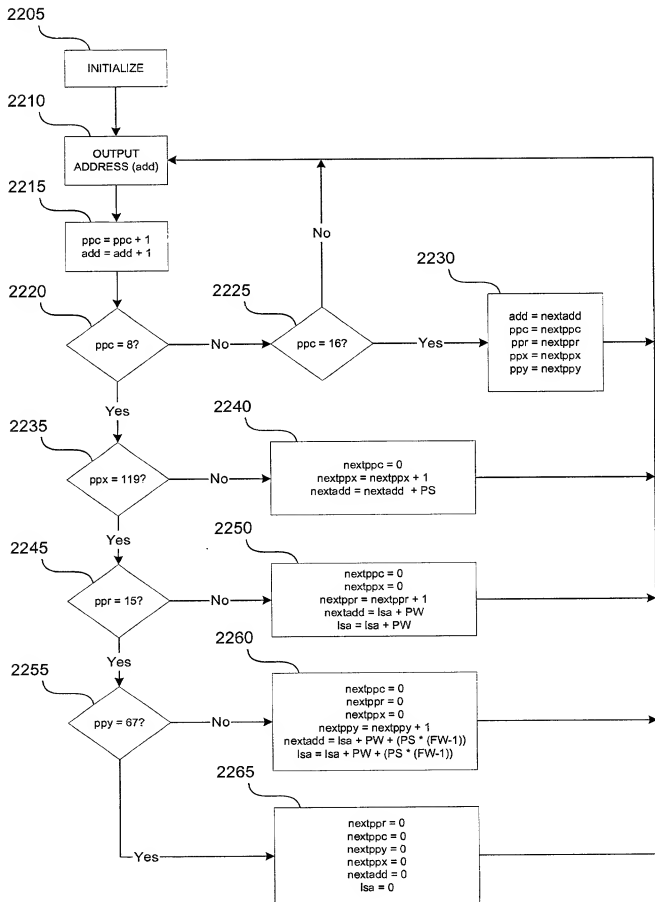 2205
INITIALIZE
2210
OUTPUT
ADDRESS (add)
2215
ppc = ppc + 1
add = add + 1
No
2220
ppc = 8?
No
2225
ppc = 16?
Yes
2230
add = nextadd
ppc = nextppc
ppr = nextppr
ppx = nextppx
ppy = nextppy
Yes
2235
ppx = 119?
No
2240
nextppc = 0
nextppx = nextppx + 1
nextadd = nextadd + PS
Yes
2245
ppr = 15?
No
2250
nextppc = 0
nextppx = 0
nextppr = nextppr + 1
nextadd = lsa + PW
lsa = lsa + PW
Yes
2255
ppy = 67?
No
2260
nextppc = 0
nextppr = 0
nextppx = 0
nextppy = nextppy + 1
nextadd = lsa + PW + (PS * (FW-1))
lsa = lsa + PW + (PS * (FW-1))
Yes
2265
nextppr = 0
nextppc = 0
nextppy = 0
nextppx = 0
nextadd = 0
lsa = 0